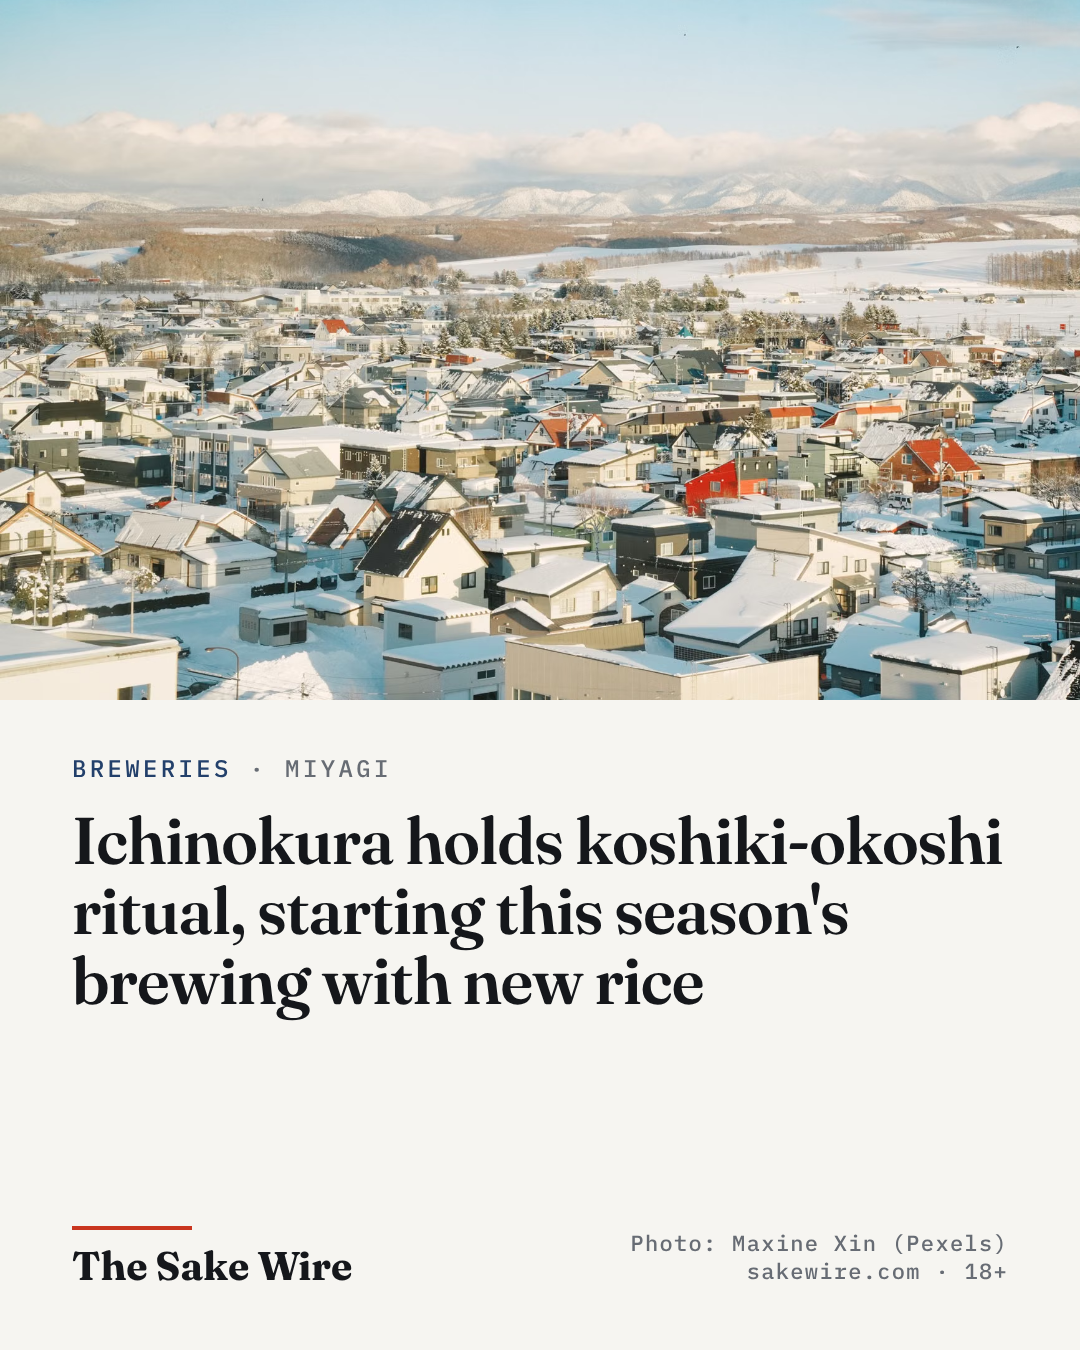 BREWERIES · MIYAGI
Ichinokura holds koshiki-okoshi
ritual, starting this season's
brewing with new rice
The Sake Wire
Photo: Maxine Xin (Pexels)
sakewire.com · 18+